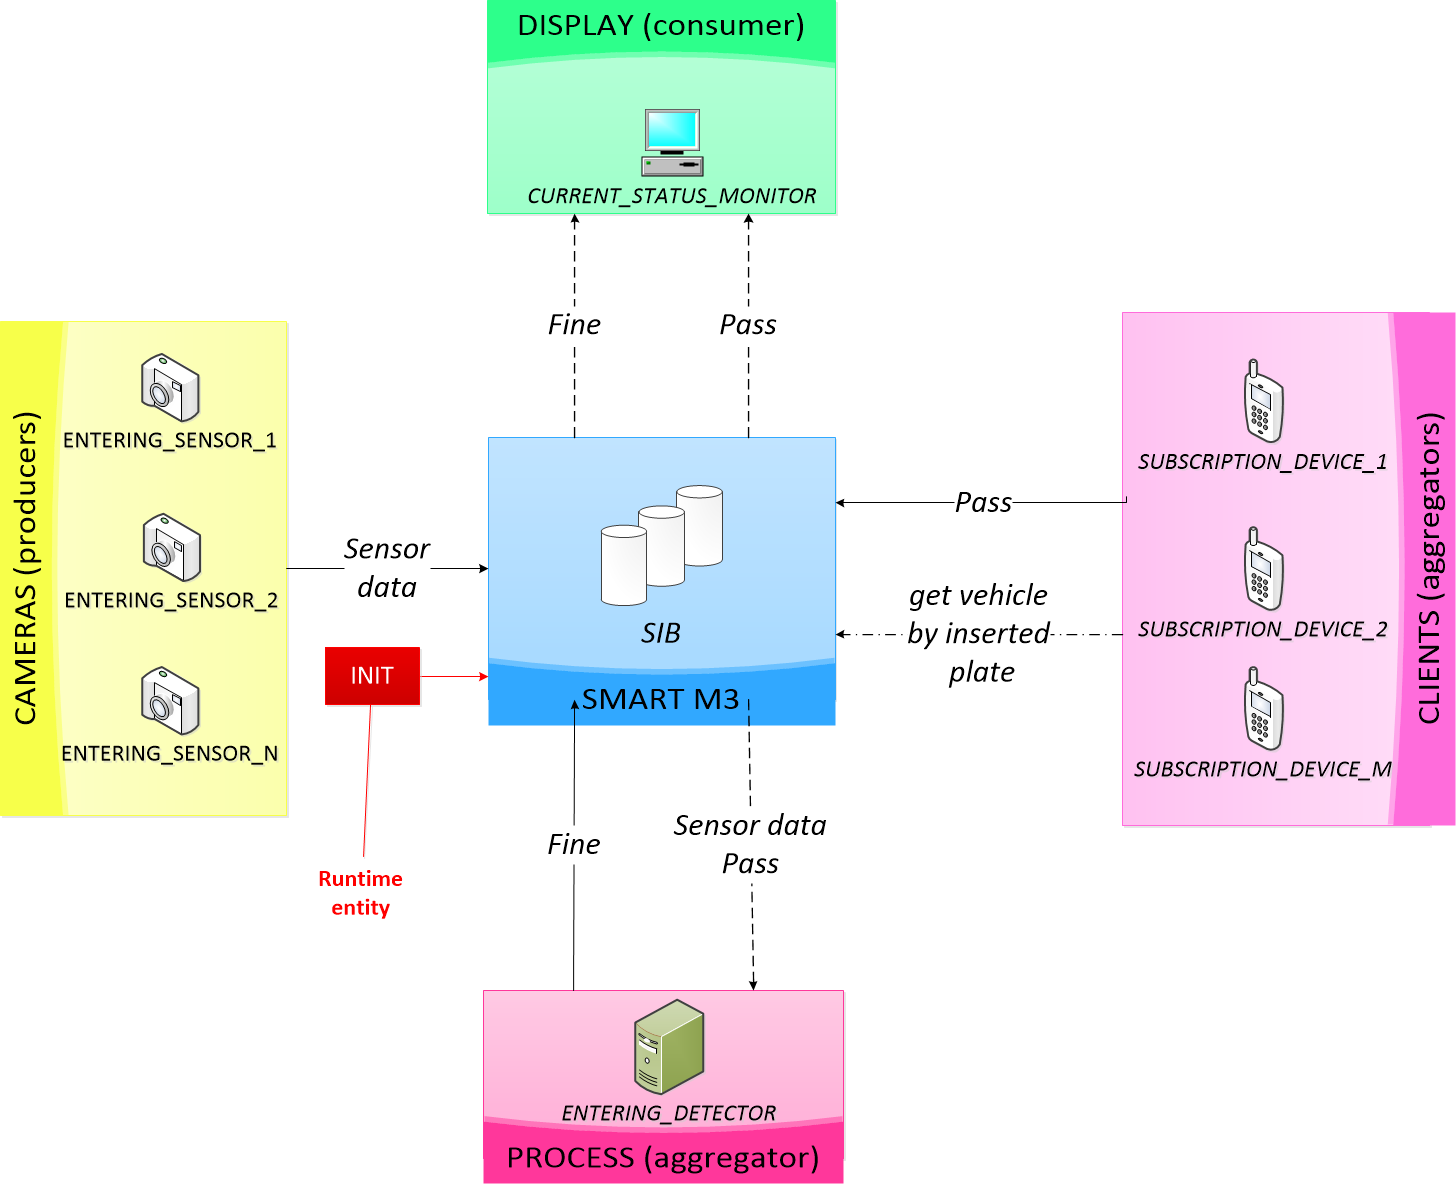 DISPLAY (consumer)
CURRENT_STATUS_MONITOR
Fine
Pass
CAMERAS (producers)
ENTERING_SENSOR_1
ENTERING_SENSOR_2
ENTERING_SENSOR_N
Sensor
data
INIT
Runtime
entity
SIB
SMART M3
Pass
get vehicle
by inserted
plate
SUBSCRIPTION_DEVICE_1
SUBSCRIPTION_DEVICE_2
SUBSCRIPTION_DEVICE_M
CLIENTS (aggregators)
Fine
Sensor data
Pass
ENTERING_DETECTOR
PROCESS (aggregator)